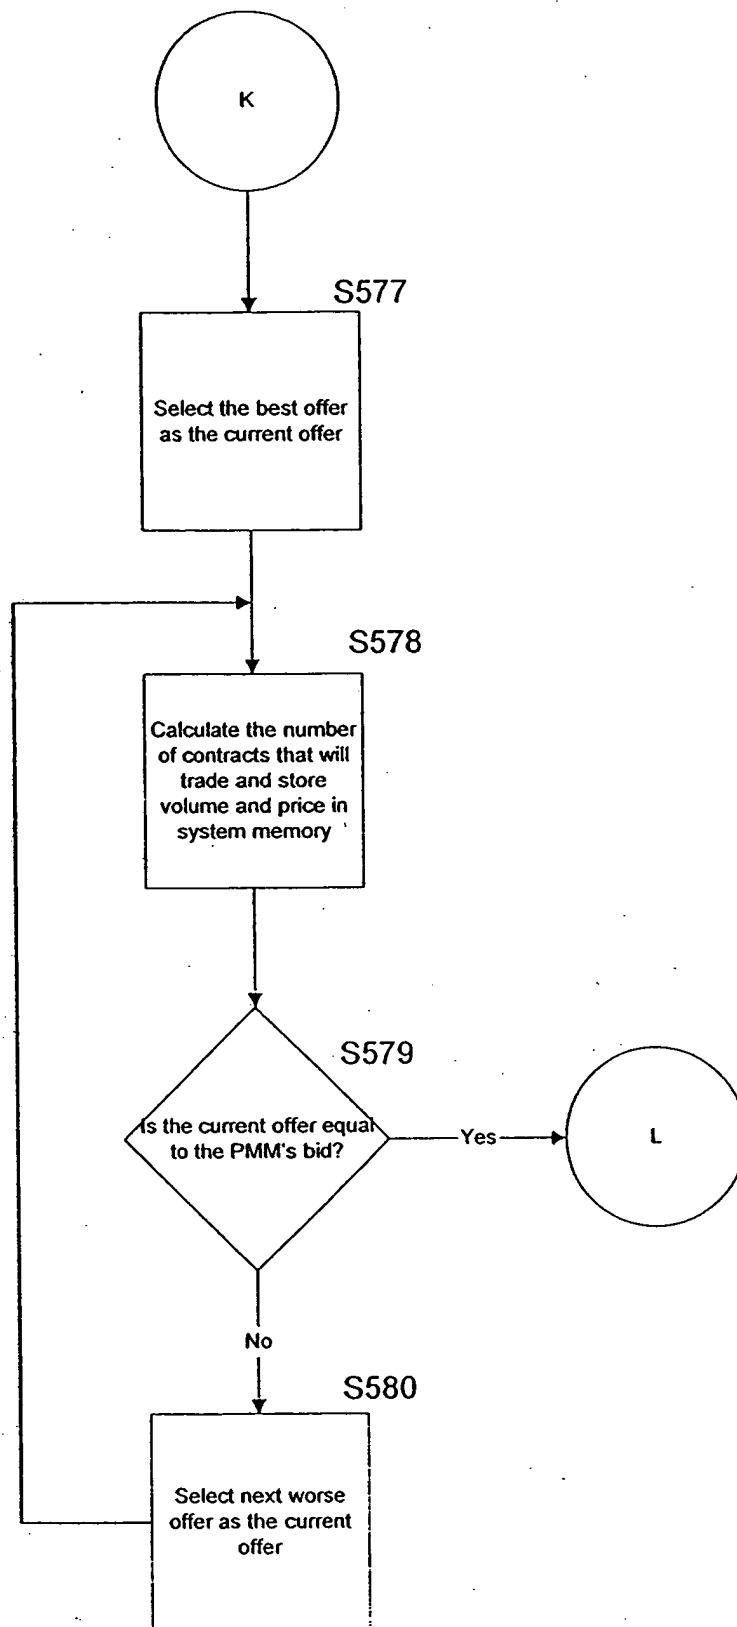 K
S577
Select the best offer
as the current offer
S578
Calculate the number
of contracts that will
trade and store
volume and price in
system memory
S579
Is the current offer equal
to the PMM's bid?
Yes
L
No
S580
Select next worse
offer as the current
offer